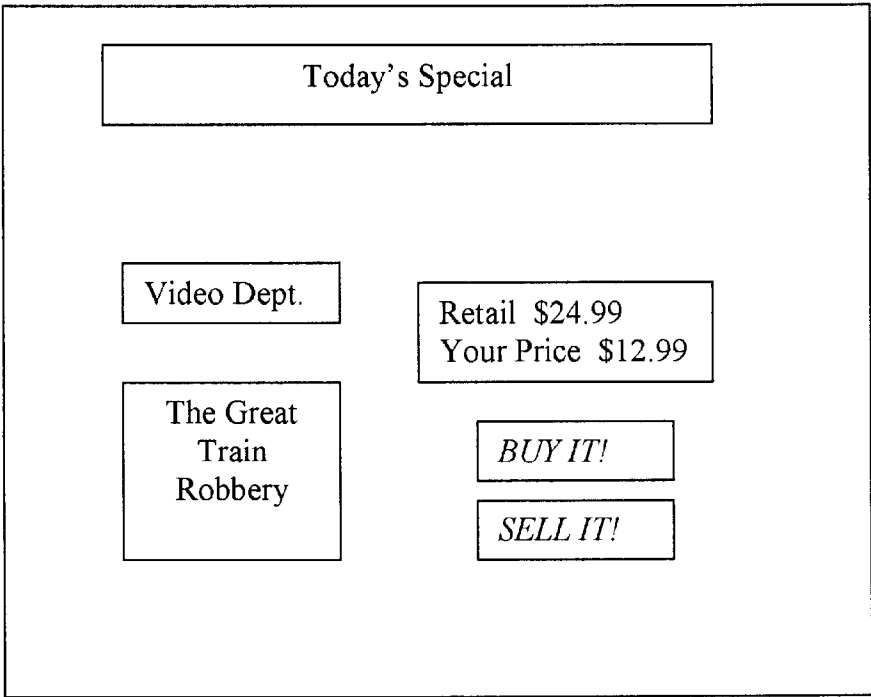 Today's Special
Video Dept.
Retail $24.99
Your Price $12.99
The Great
Train
Robbery
BUY IT!
SELL IT!